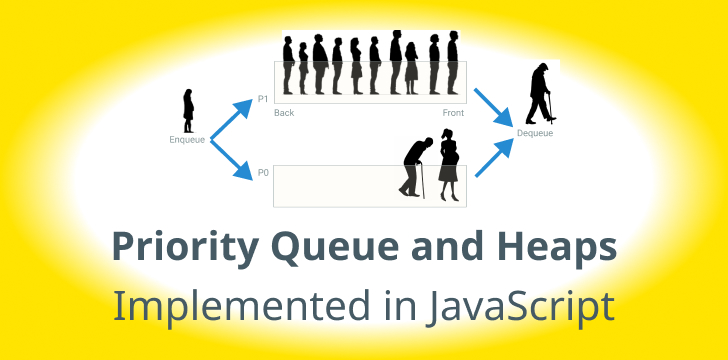 P1
Back
Front
Enqueue
Dequeue
P0
Priority Queue and Heaps
Implemented in JavaScript